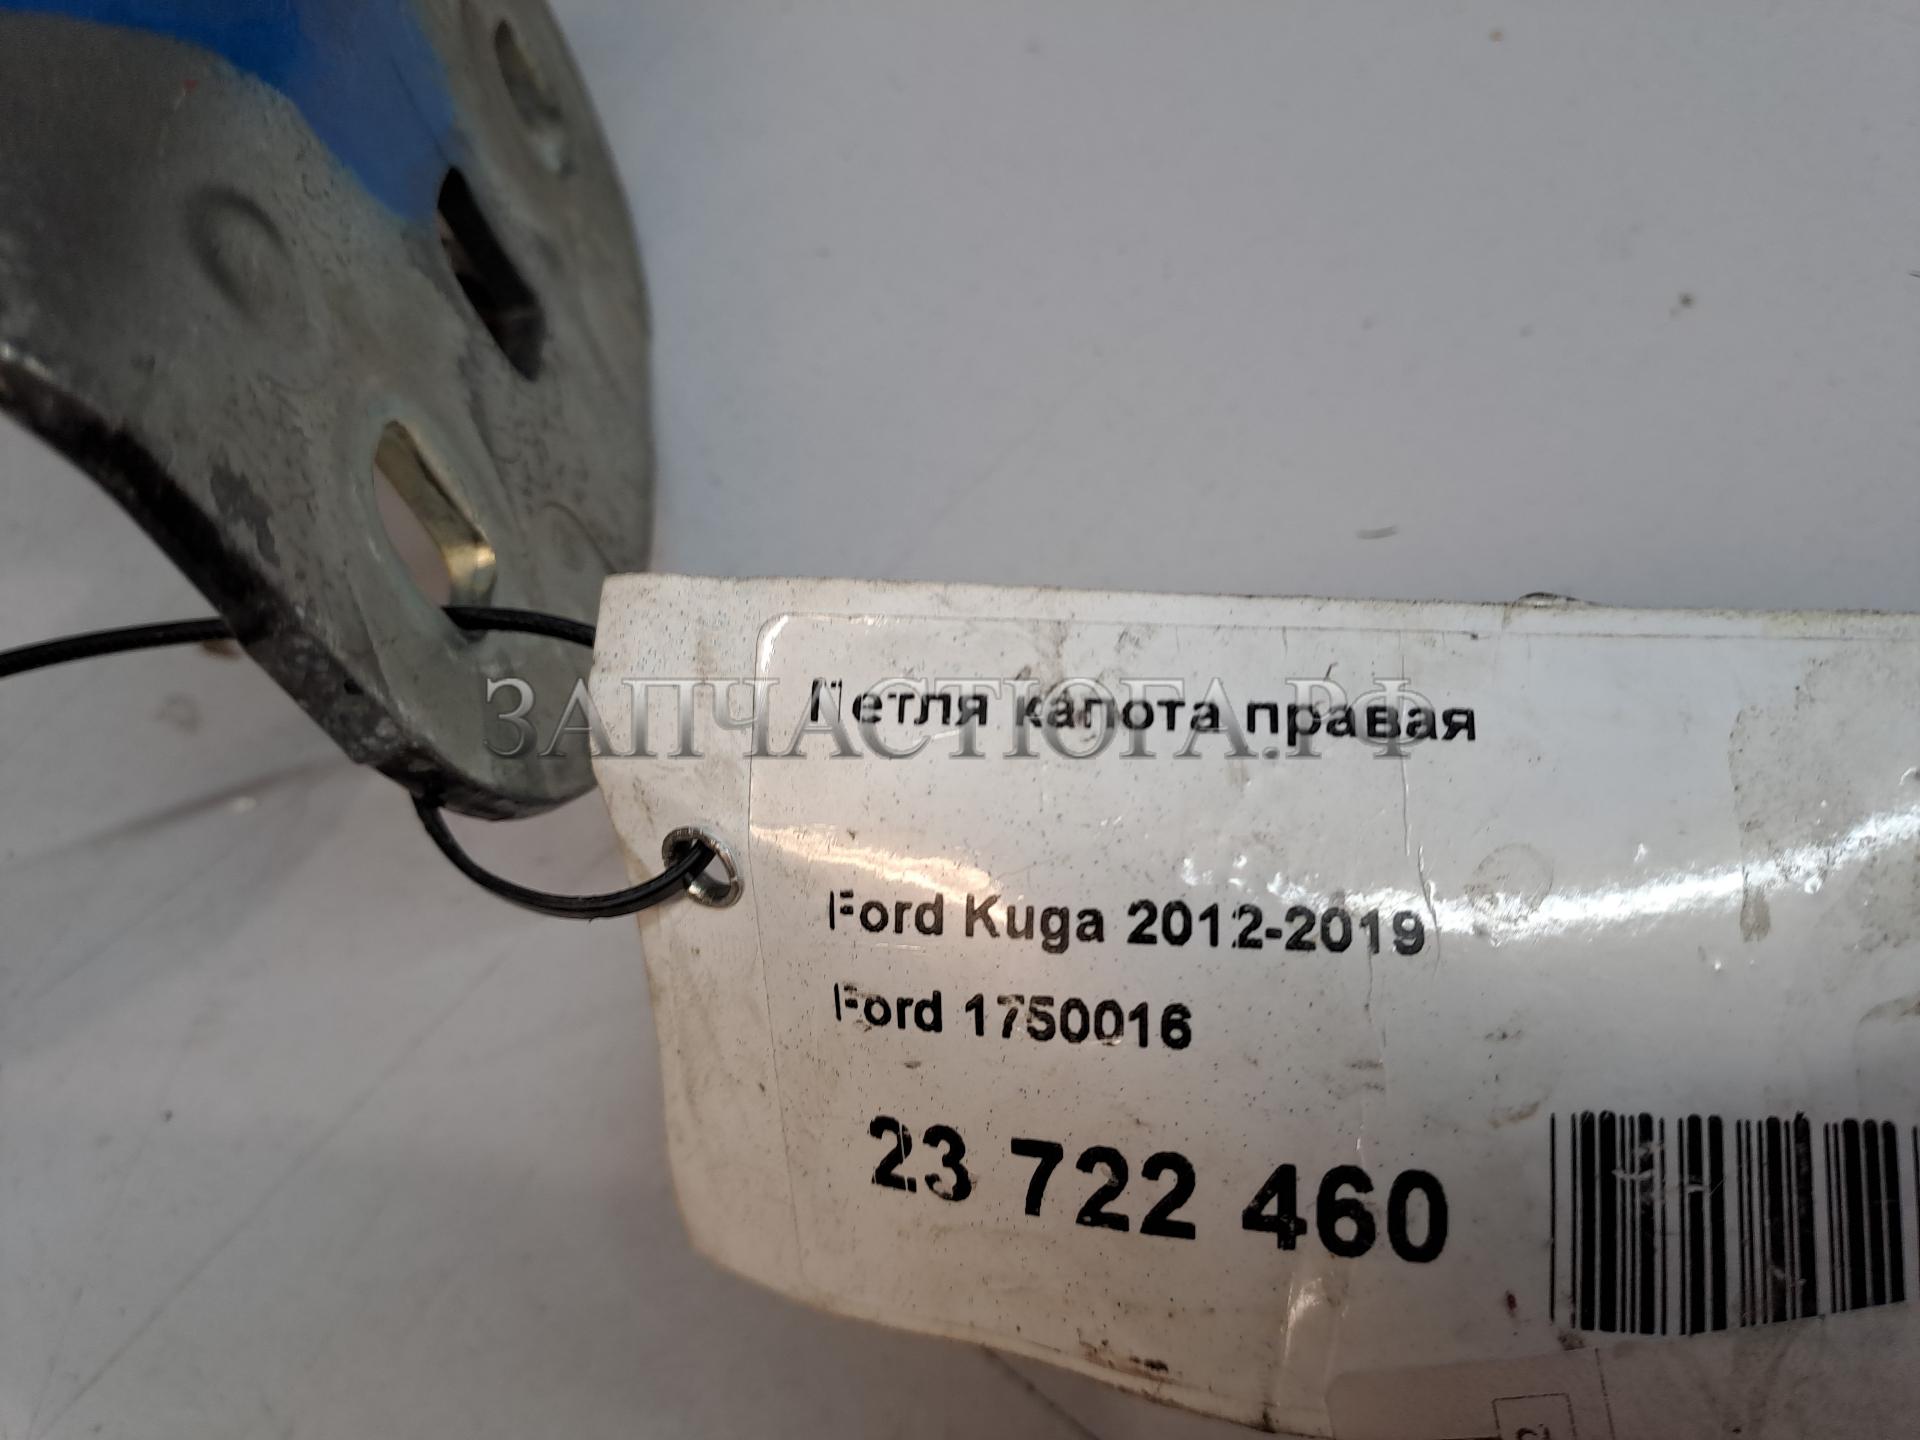 Петля капота правая
ЗАПЧАСТЮГА.РФ
Ford Kuga 2012-2019
Ford 1750016
23 722 460